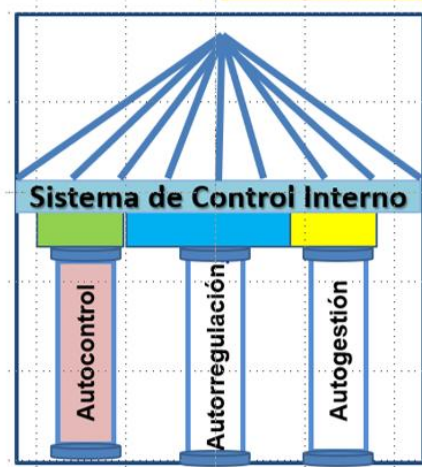 Sistema de Control Interno
Autocontrol
Autorregulación,
Autogestión